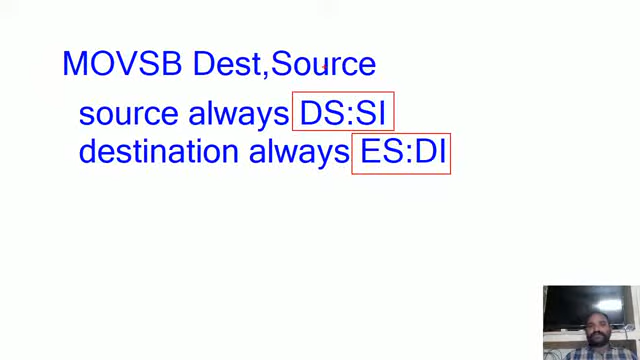 MOVSB Dest,Source
source always DS:SI
destination always ES:DI